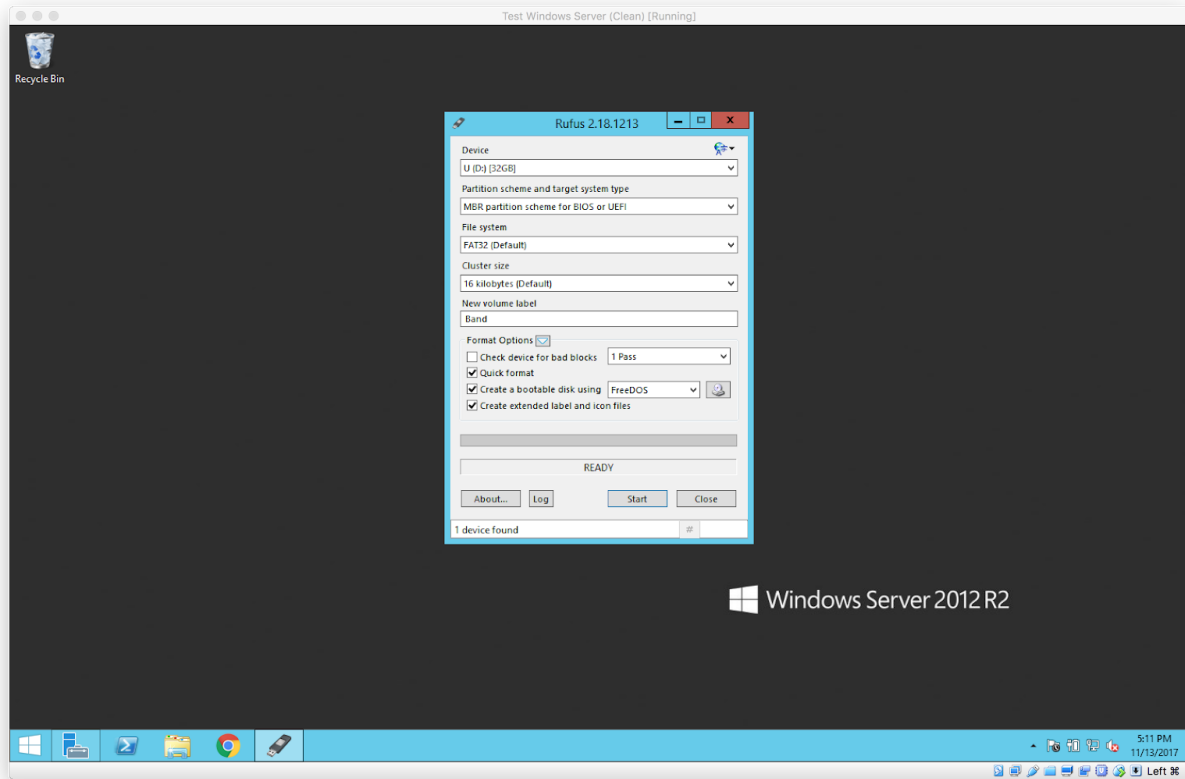 Test Windows Server (Clean) [Running]
Recycle Bin
Rufus 2.18.1213
Device
U (D:) [32GB]
Partition scheme and target system type
MBR partition scheme for BIOS or UEFI
File system
FAT32 (Default)
Cluster size
16 kilobytes (Default)
New volume label
Band
Format Options
Check device for bad blocks 1 Pass
Quick format
Create a bootable disk using FreeDOS
Create extended label and icon files
READY
About... Log Start Close
1 device found #
Windows Server 2012 R2
5:11 PM
11/13/2017
Left ⌘